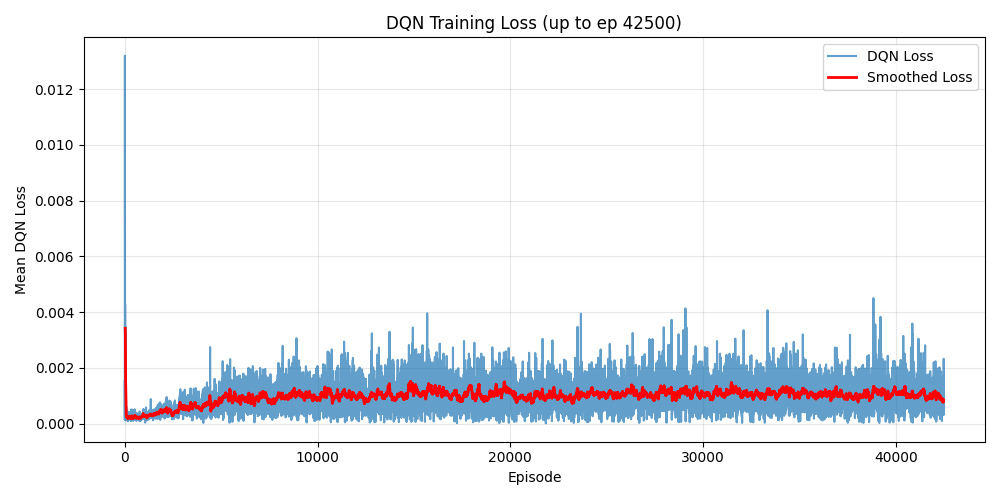 DQN Training Loss (up to ep 42500)
DQN Loss
Smoothed Loss
Mean DQN Loss
0.012
0.010
0.008
0.006
0.004
0.002
0.000
0
10000
20000
30000
40000
Episode